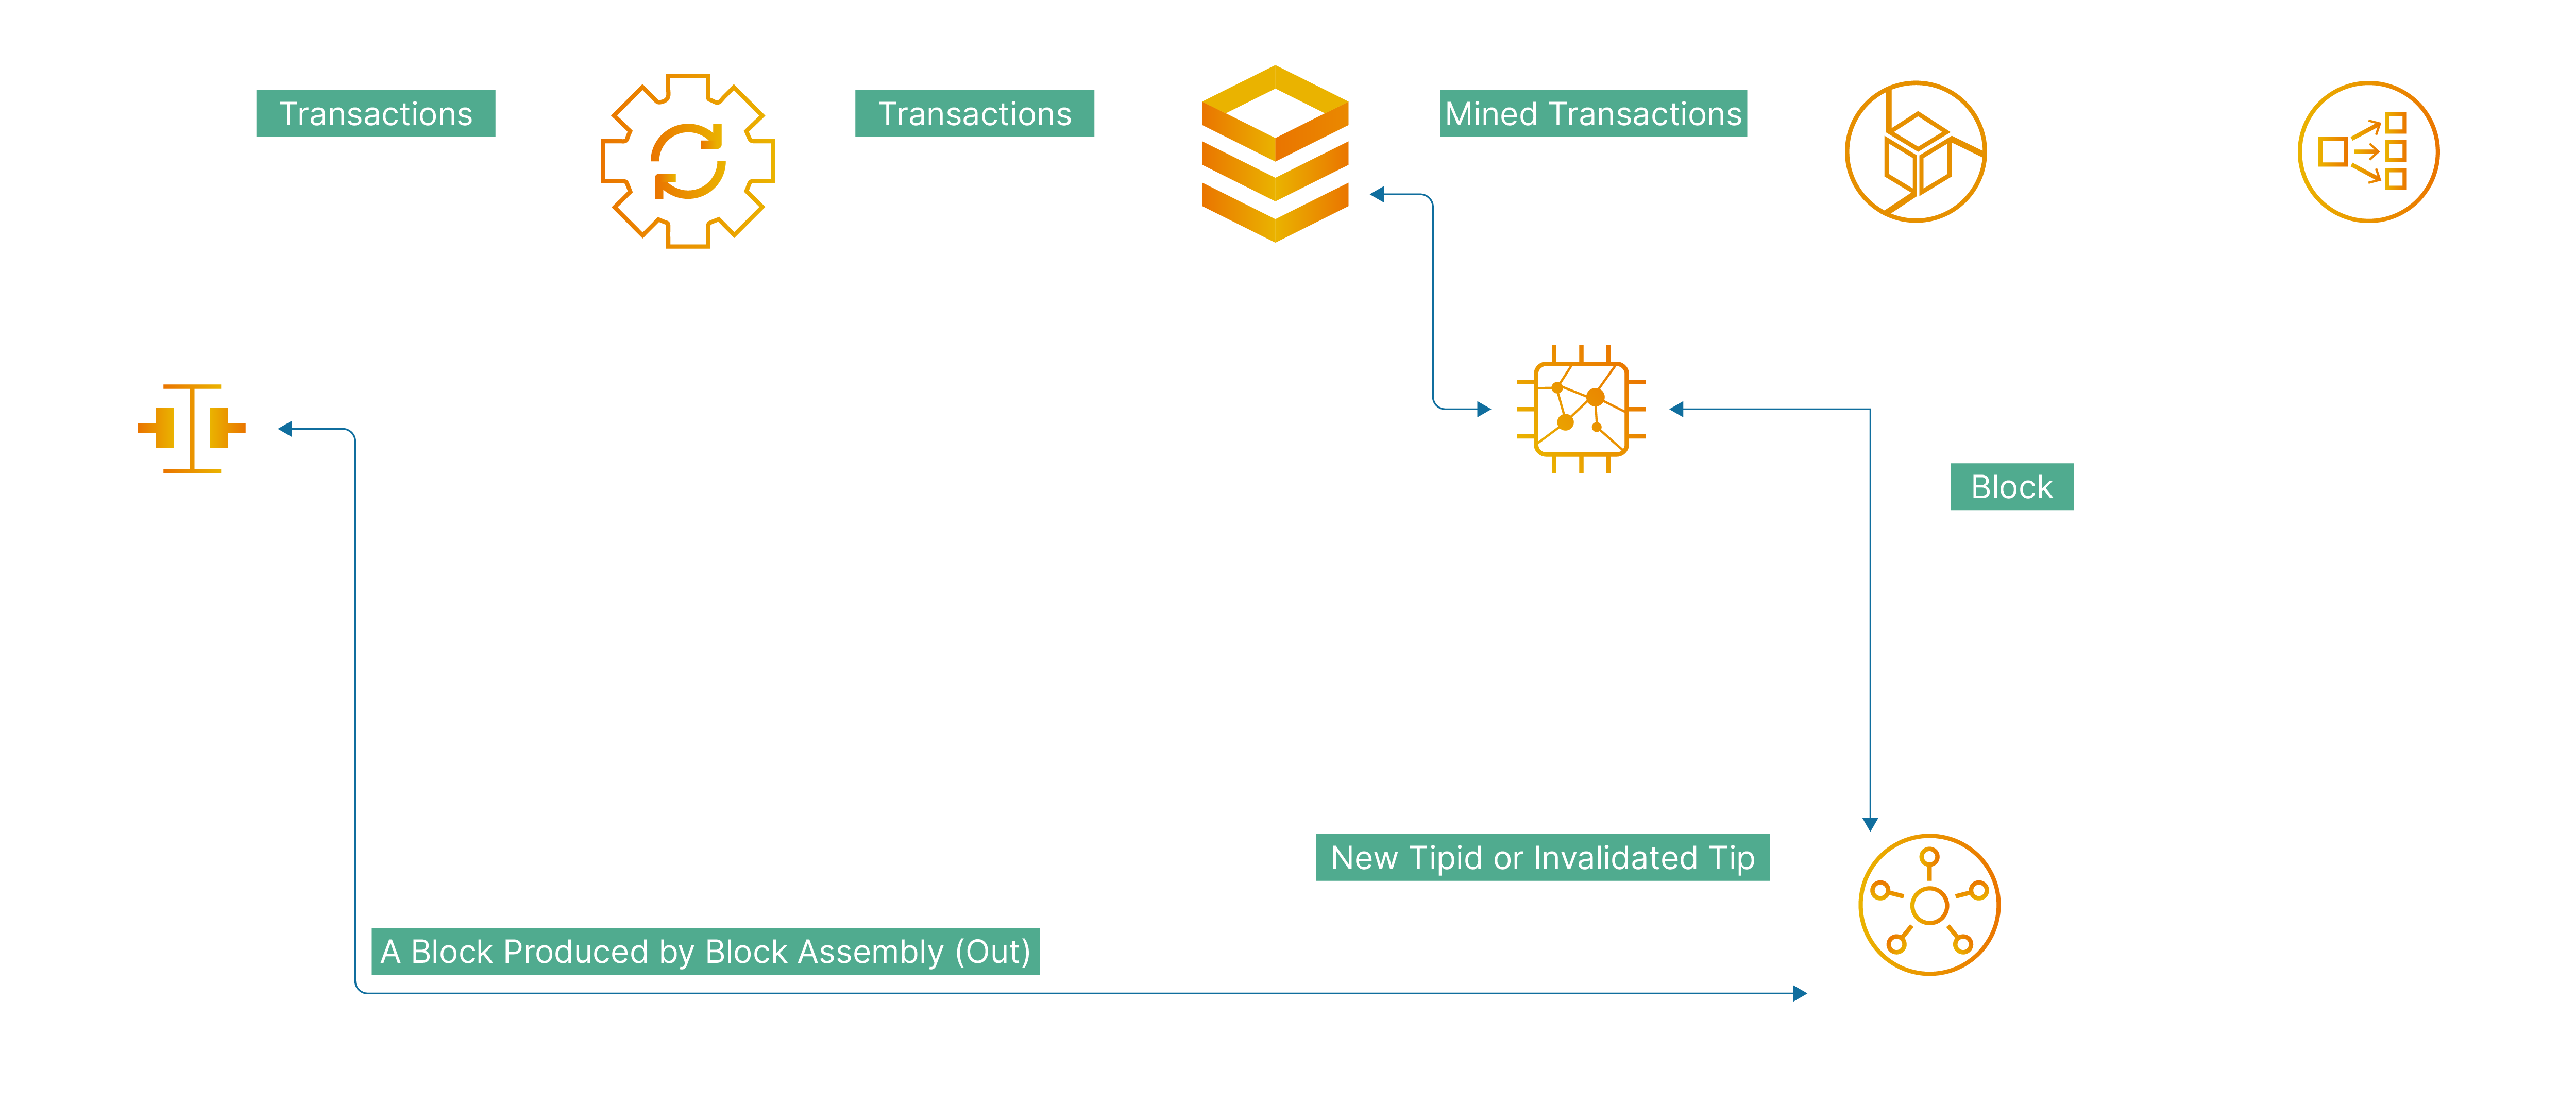 Transactions
Transactions
Mined Transactions
Block
New Tipid or Invalidated Tip
A Block Produced by Block Assembly (Out)